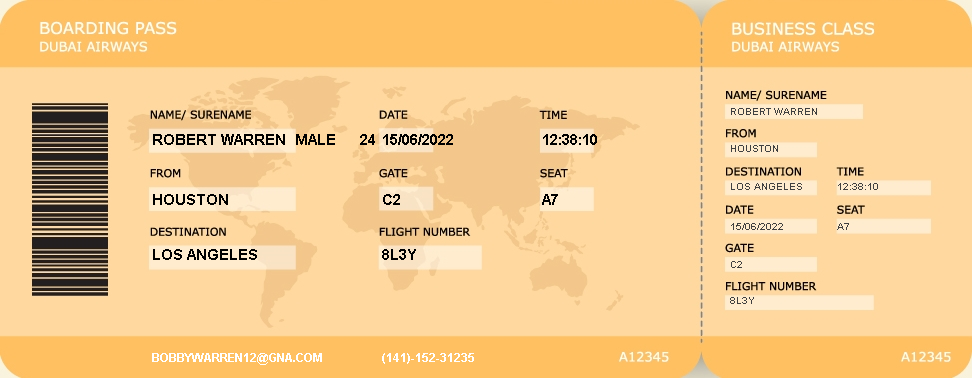 BOARDING PASS
DUBAI AIRWAYS
NAME/ SURENAME DATE TIME
ROBERT WARREN MALE 24 15/06/2022 12:38:10
FROM GATE SEAT
HOUSTON C2 A7
DESTINATION FLIGHT NUMBER
LOS ANGELES 8L3Y
BOBBYWARREN12@GNA.COM (141)-152-31235 A12345
BUSINESS CLASS
DUBAI AIRWAYS
NAME/ SURENAME
ROBERT WARREN
FROM
HOUSTON
DESTINATION TIME
LOS ANGELES 12:38:10
DATE SEAT
15/06/2022 A7
GATE
C2
FLIGHT NUMBER
8L3Y
A12345